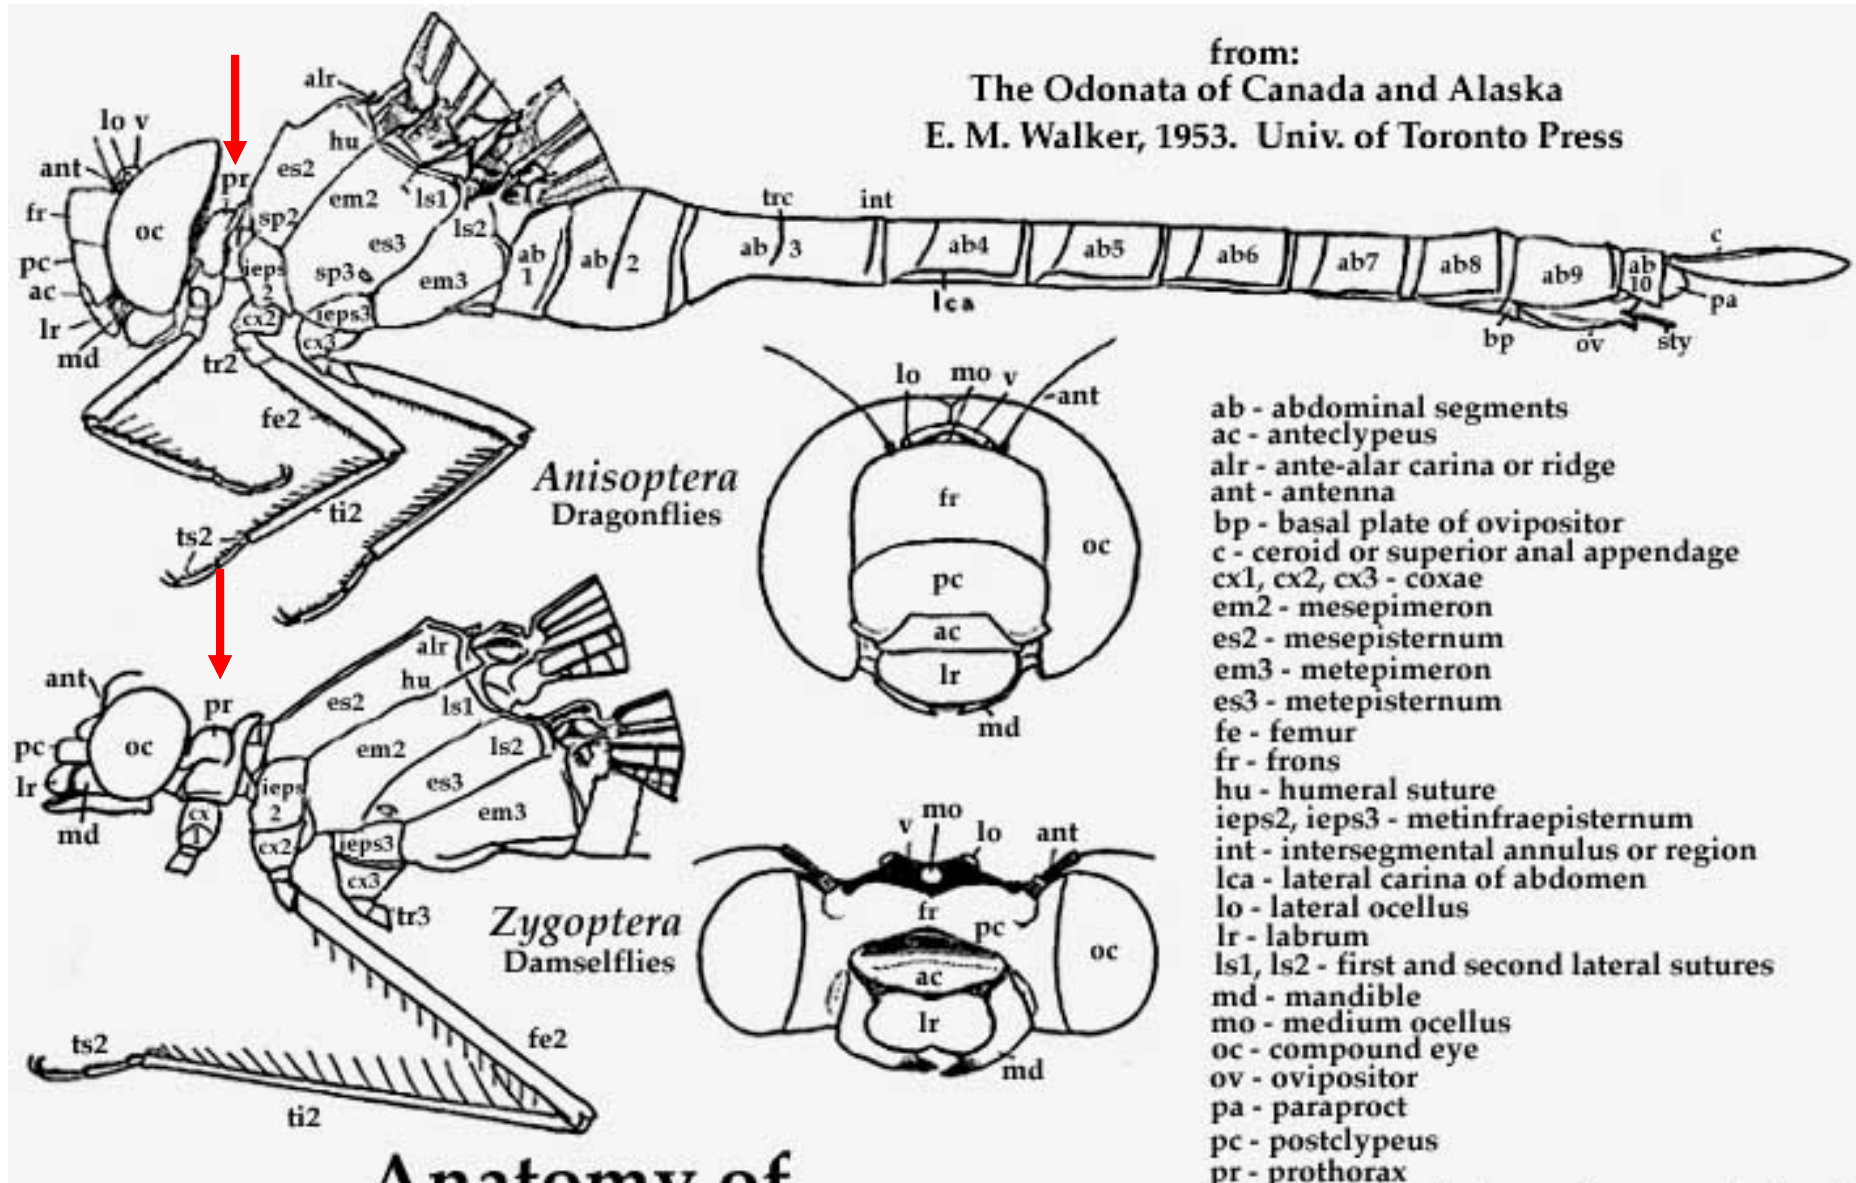 from:
The Odonata of Canada and Alaska
E. M. Walker, 1953. Univ. of Toronto Press
alr
lo v
ant
pr
hu
es2
fr
oc
sp2
em2
ls1
ls2
trc
int
pc
es3
ab 1
ab 2
ab 3
ab4
ab5
ab6
ab7
ab8
ab9
ab 10
c
ac
ieps 2
sp3
em3
lca
pa
lr
cx2
ieps3
bp
ov
sty
md
tr2
cx3
fe2
ti2
ts2
Anisoptera
Dragonflies
lo
mo
v
ant
fr
oc
pc
ac
lr
md
ant
alr
hu
pr
es2
ls1
pc
oc
em2
ls2
lr
ieps 2
es3
em3
md
cx
cx2
ieps3
cx3
tr3
Zygoptera
Damselflies
ts2
fe2
ti2
v
mo
lo
ant
fr
pc
oc
ac
lr
md
ab - abdominal segments
ac - anteclypeus
alr - ante-alar carina or ridge
ant - antenna
bp - basal plate of ovipositor
c - ceroid or superior anal appendage
cx1, cx2, cx3 - coxae
em2 - mesepimeron
es2 - mesepisternum
em3 - metepimeron
es3 - metepisternum
fe - femur
fr - frons
hu - humeral suture
ieps2, ieps3 - metinfraepisternum
int - intersegmental annulus or region
lca - lateral carina of abdomen
lo - lateral ocellus
lr - labrum
ls1, ls2 - first and second lateral sutures
md - mandible
mo - medium ocellus
oc - compound eye
ov - ovipositor
pa - paraproct
pc - postclypeus
pr - prothorax
Anatomy of